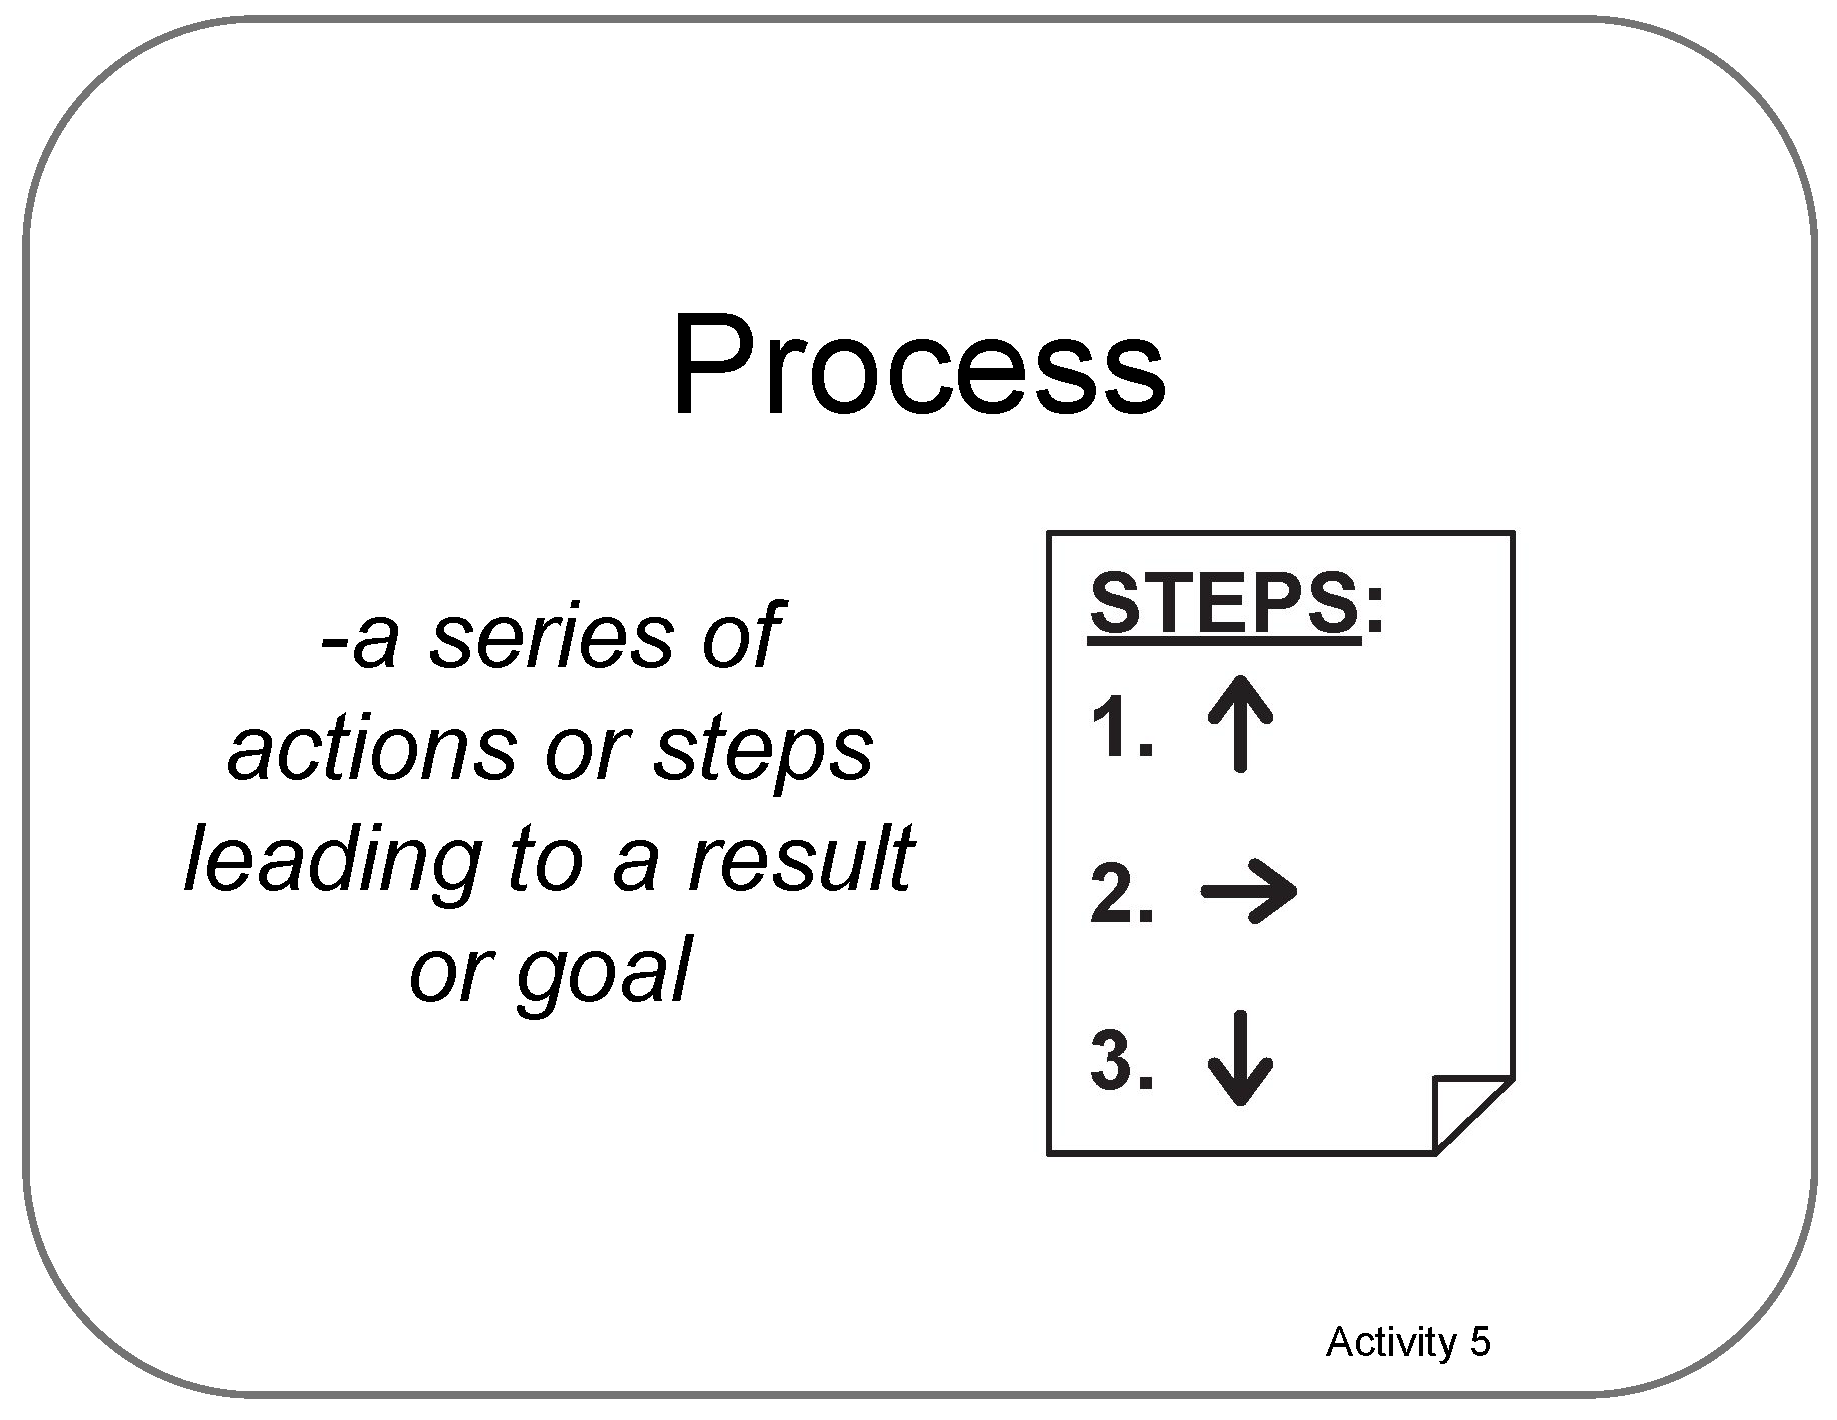 Process
-a series of
actions or steps
leading to a result
or goal
STEPS:
1. ↑
2. →
3. ↓
Activity 5